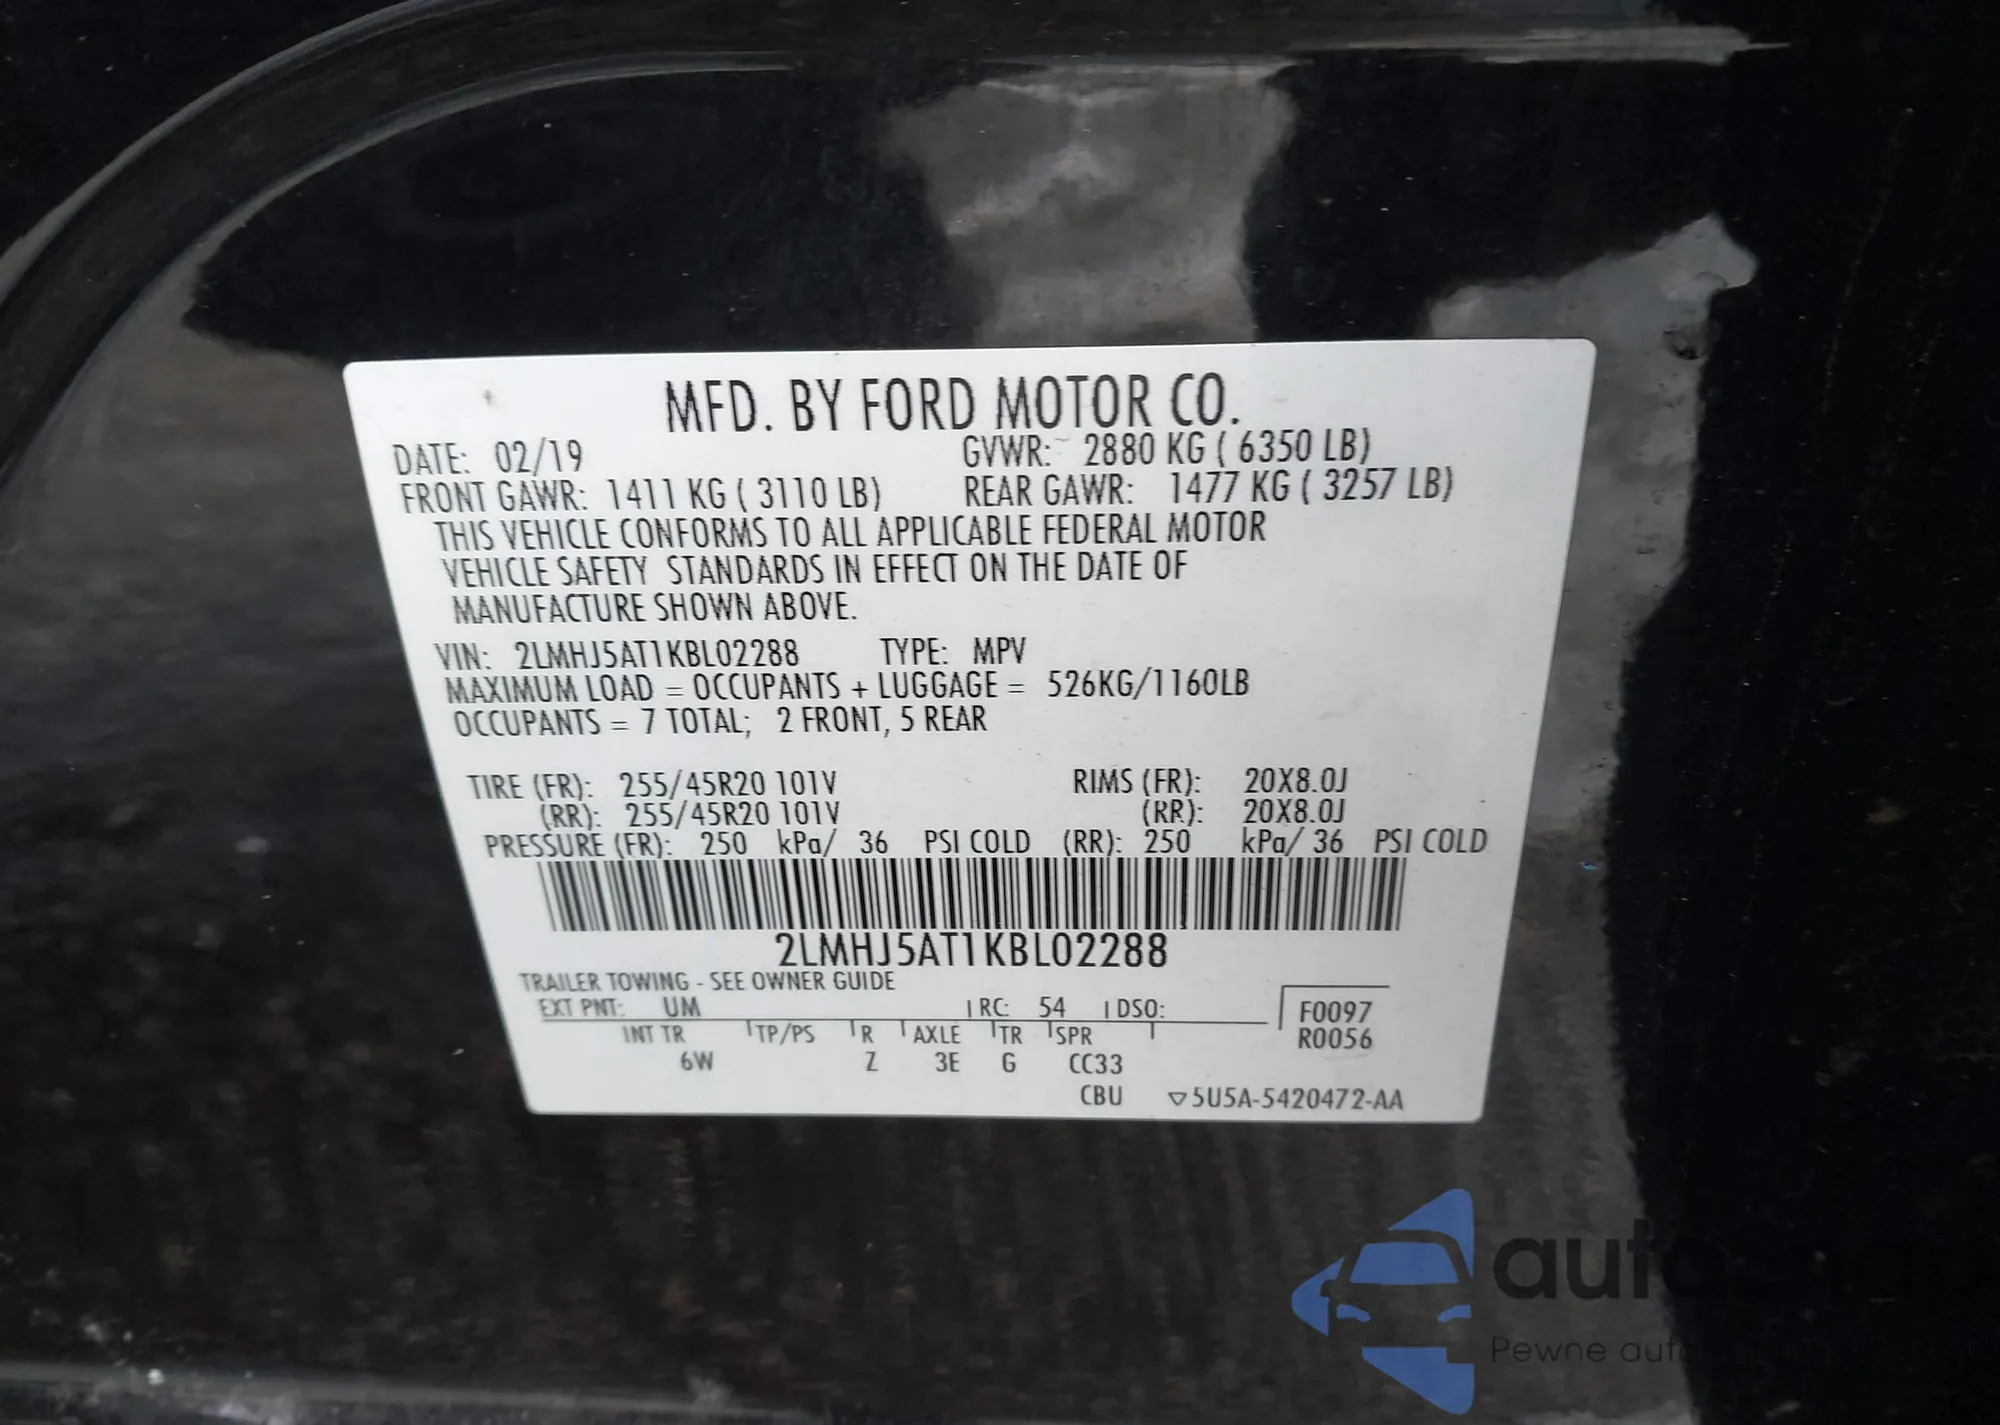 MFD. BY FORD MOTOR CO.
DATE: 02/19 GVWR: 2880 KG ( 6350 LB)
FRONT GAWR: 1411 KG ( 3110 LB) REAR GAWR: 1477 KG ( 3257 LB)
THIS VEHICLE CONFORMS TO ALL APPLICABLE FEDERAL MOTOR
VEHICLE SAFETY STANDARDS IN EFFECT ON THE DATE OF
MANUFACTURE SHOWN ABOVE.
VIN: 2LMHJ5AT1KBL02288 TYPE: MPV
MAXIMUM LOAD = OCCUPANTS + LUGGAGE = 526KG/1160LB
OCCUPANTS = 7 TOTAL; 2 FRONT, 5 REAR
TIRE (FR): 255/45R20 101V RIMS (FR): 20X8.0J
(RR): 255/45R20 101V (RR): 20X8.0J
PRESSURE (FR): 250 kPa/ 36 PSI COLD (RR): 250 kPa/ 36 PSI COLD
2LMHJ5AT1KBL02288
TRAILER TOWING - SEE OWNER GUIDE
EXT PNT: UM RC: 54 DSO: F0097
INT TR TP/PS R AXLE TR SPR R0056
6W Z 3E G CC33
CBU ▽5U5A-5420472-AA
Pewne